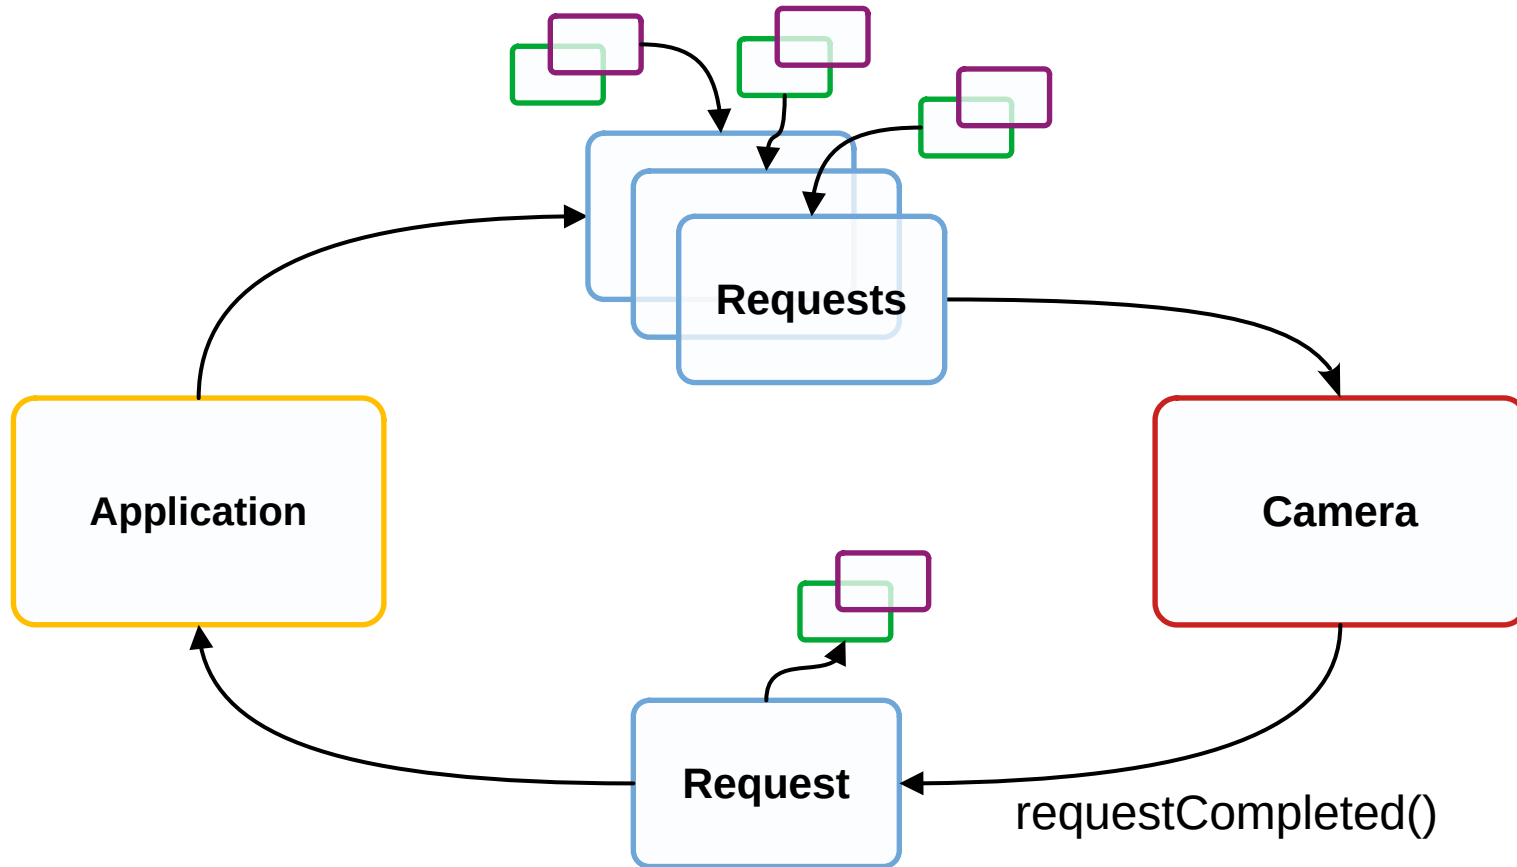 Requests
Application
Camera
Request
requestCompleted()